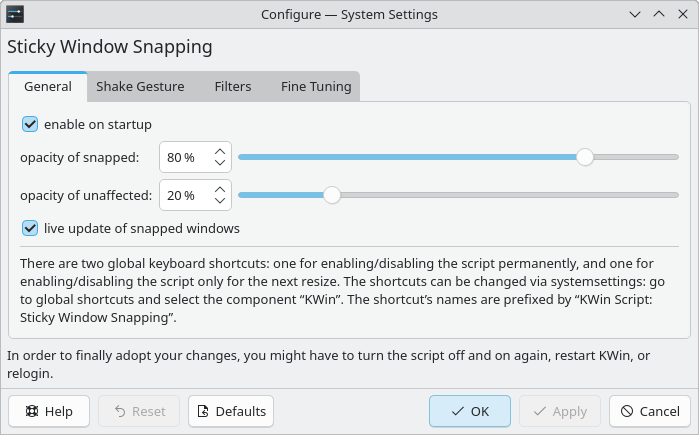 Configure — System Settings
Sticky Window Snapping
General
Shake Gesture
Filters
Fine Tuning
enable on startup
opacity of snapped:
80 %
opacity of unaffected:
20 %
live update of snapped windows
There are two global keyboard shortcuts: one for enabling/disabling the script permanently, and one for
enabling/disabling the script only for the next resize. The shortcuts can be changed via systemsettings: go
to global shortcuts and select the component “KWin”. The shortcut’s names are prefixed by “KWin Script:
Sticky Window Snapping”.
In order to finally adopt your changes, you might have to turn the script off and on again, restart KWin, or
relogin.
Help
Reset
Defaults
OK
Apply
Cancel